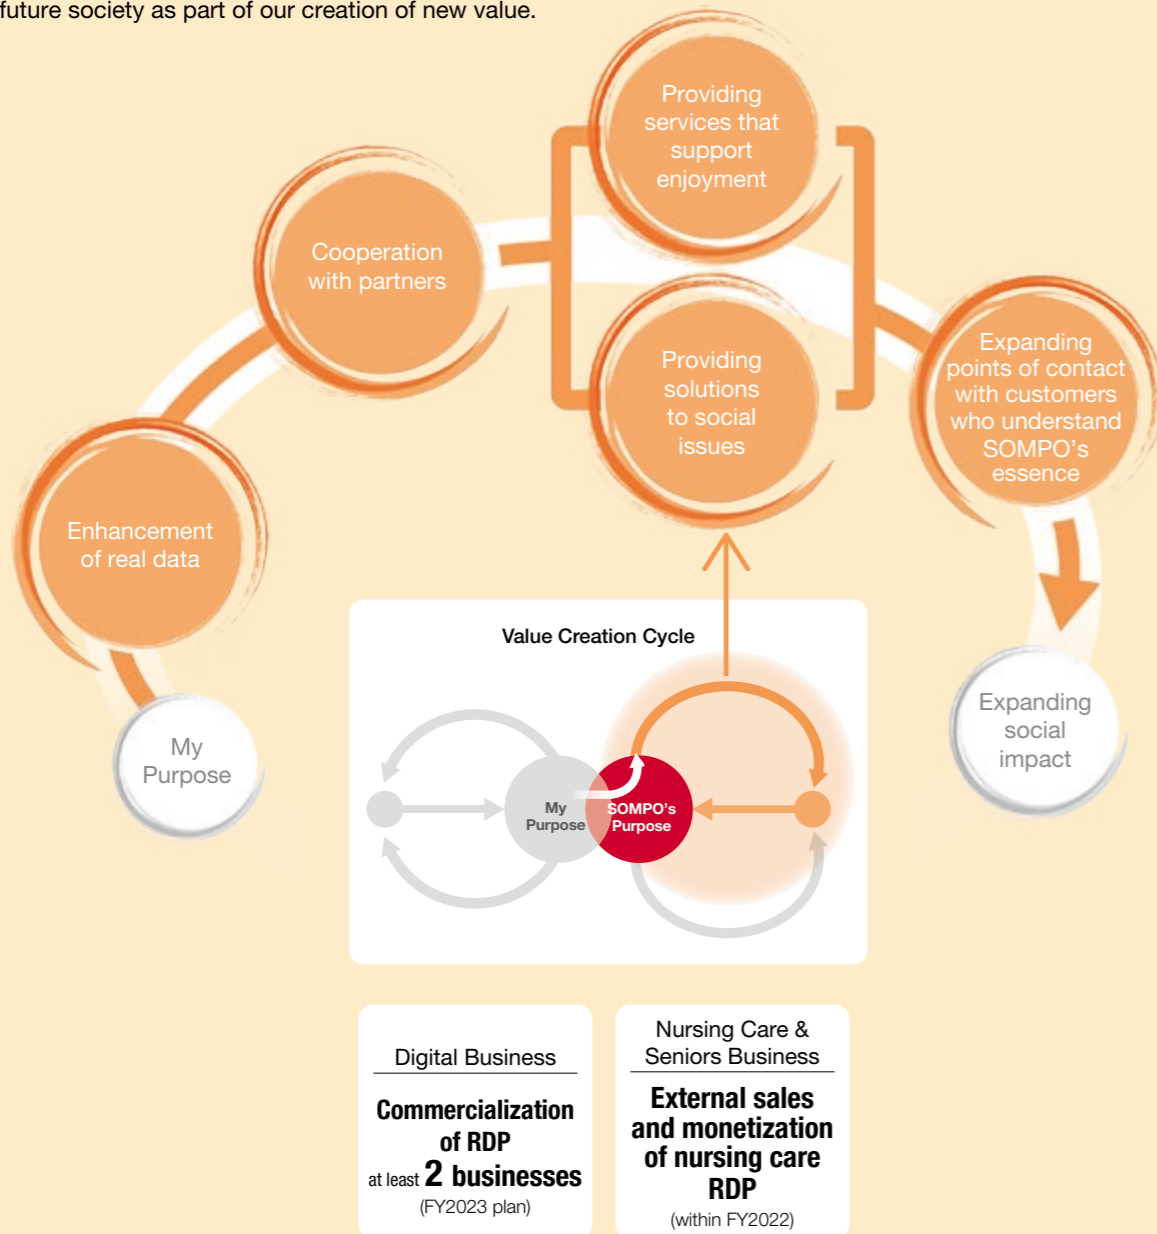 future society as part of our creation of new value.
Providing
services that
support
enjoyment
Cooperation
with partners
Providing
solutions
to social
issues
Expanding
points of contact
with customers
who understand
SOMPO's
essence
Enhancement
of real data
My
Purpose
Expanding
social
impact
Value Creation Cycle
My
Purpose
SOMPO's
Purpose
Digital Business
Commercialization
of RDP
at least 2 businesses
(FY2023 plan)
Nursing Care &
Seniors Business
External sales
and monetization
of nursing care
RDP
(within FY2022)